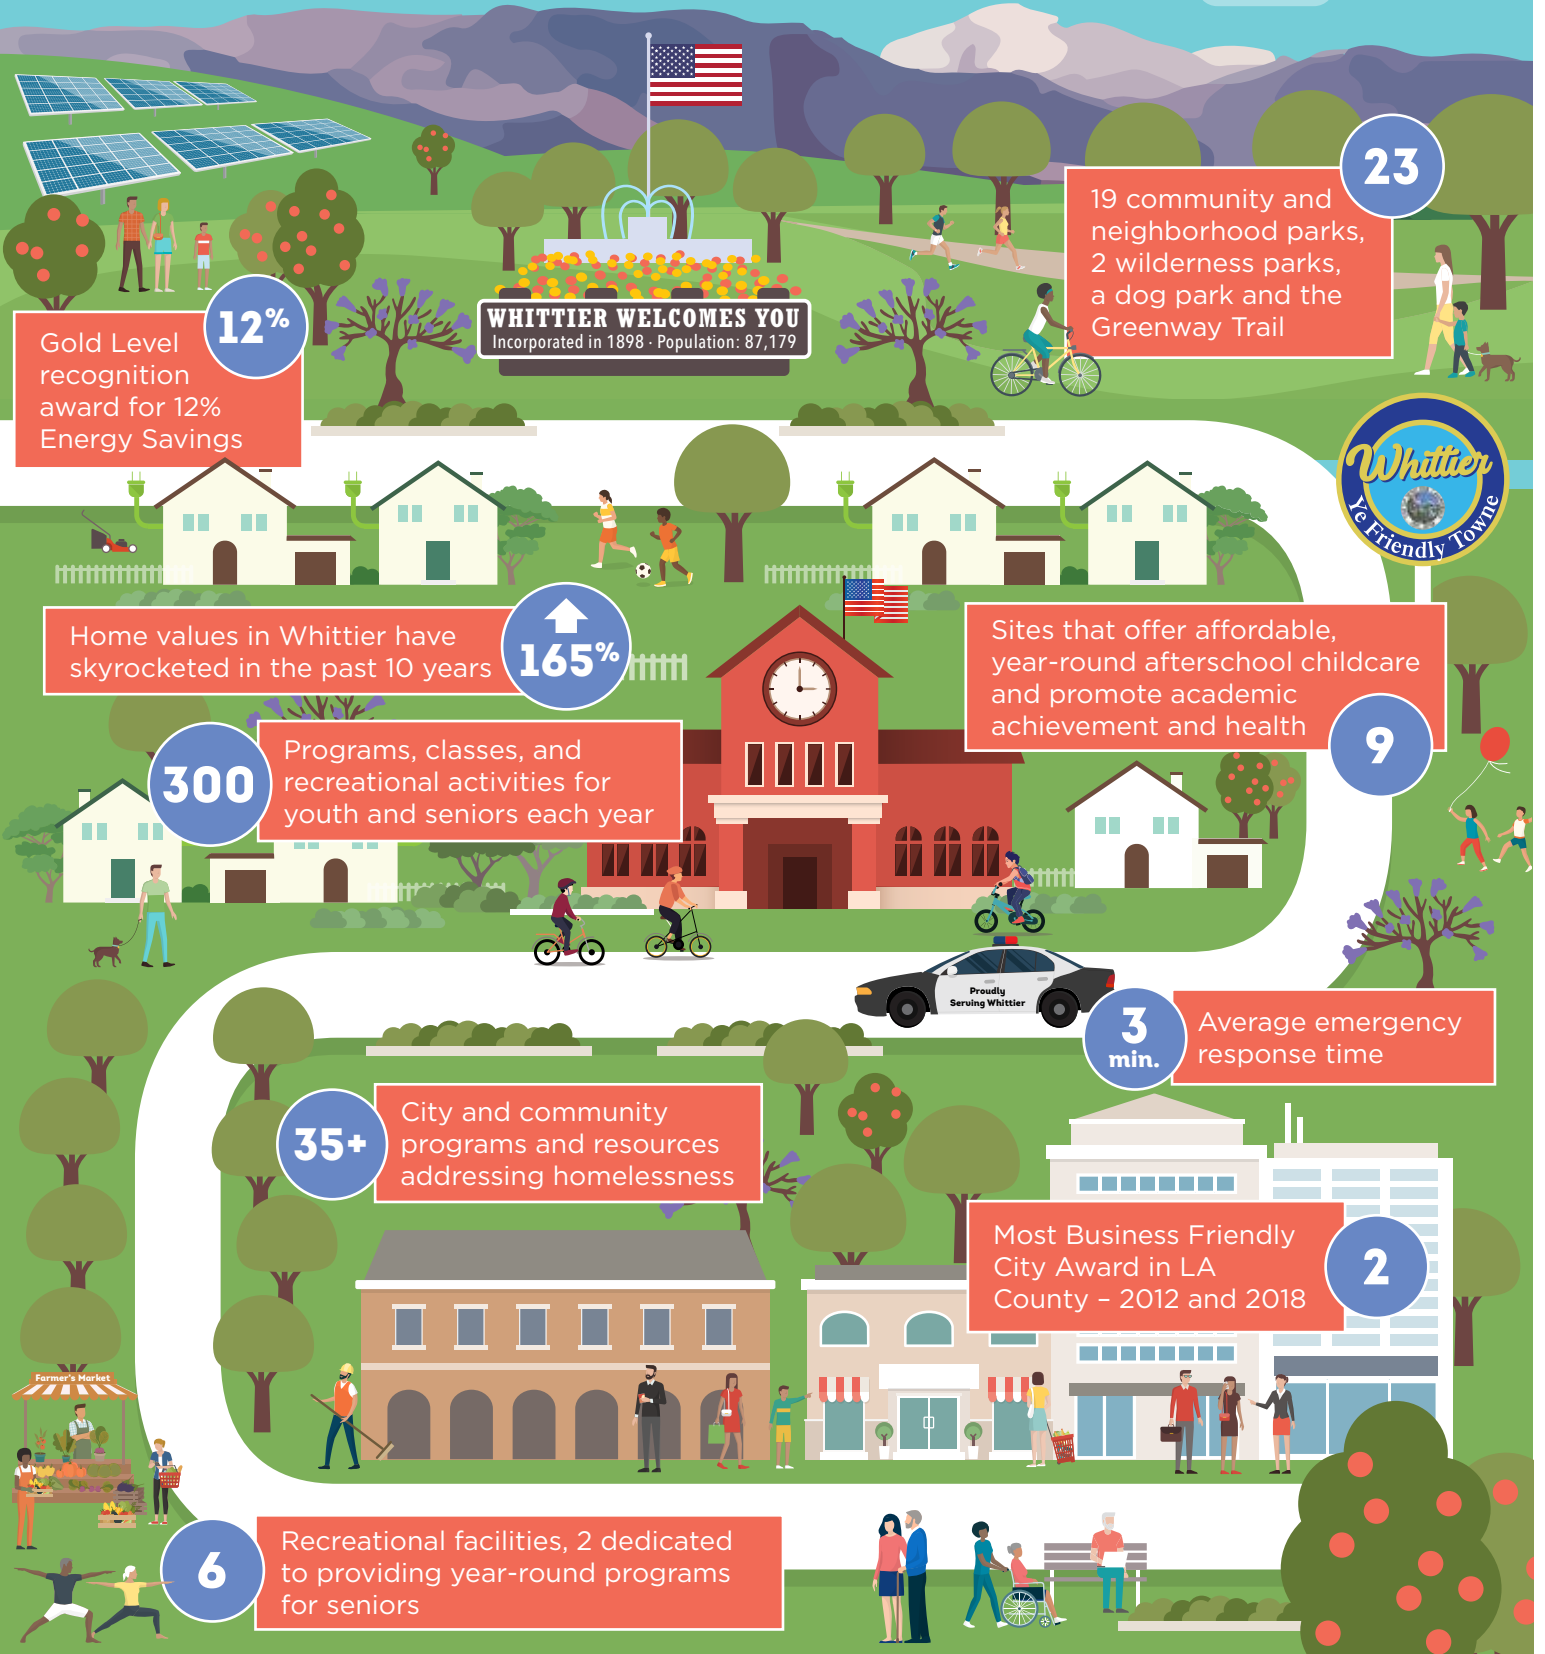 23
19 community and
neighborhood parks,
2 wilderness parks,
a dog park and the
Greenway Trail
12%
Gold Level
recognition
award for 12%
Energy Savings
WHITTIER WELCOMES YOU
Incorporated in 1898 · Population: 87,179
Whittier
Ye Friendly Towne
Home values in Whittier have
skyrocketed in the past 10 years
165%
Sites that offer affordable,
year-round afterschool childcare
and promote academic
achievement and health
9
300
Programs, classes, and
recreational activities for
youth and seniors each year
Proudly
Serving Whittier
3
min.
Average emergency
response time
35+
City and community
programs and resources
addressing homelessness
Most Business Friendly
City Award in LA
County – 2012 and 2018
2
Farmer's Market
6
Recreational facilities, 2 dedicated
to providing year-round programs
for seniors